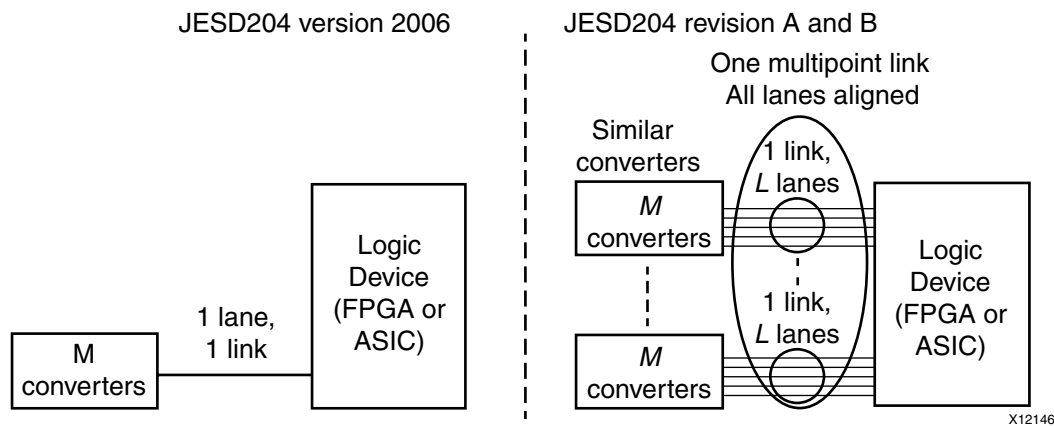 JESD204 version 2006
M
converters
1 lane,
1 link
Logic
Device
(FPGA or
ASIC)
JESD204 revision A and B
One multipoint link
All lanes aligned
Similar
converters
M
converters
1 link,
L lanes
M
converters
1 link,
L lanes
Logic
Device
(FPGA or
ASIC)
X12146